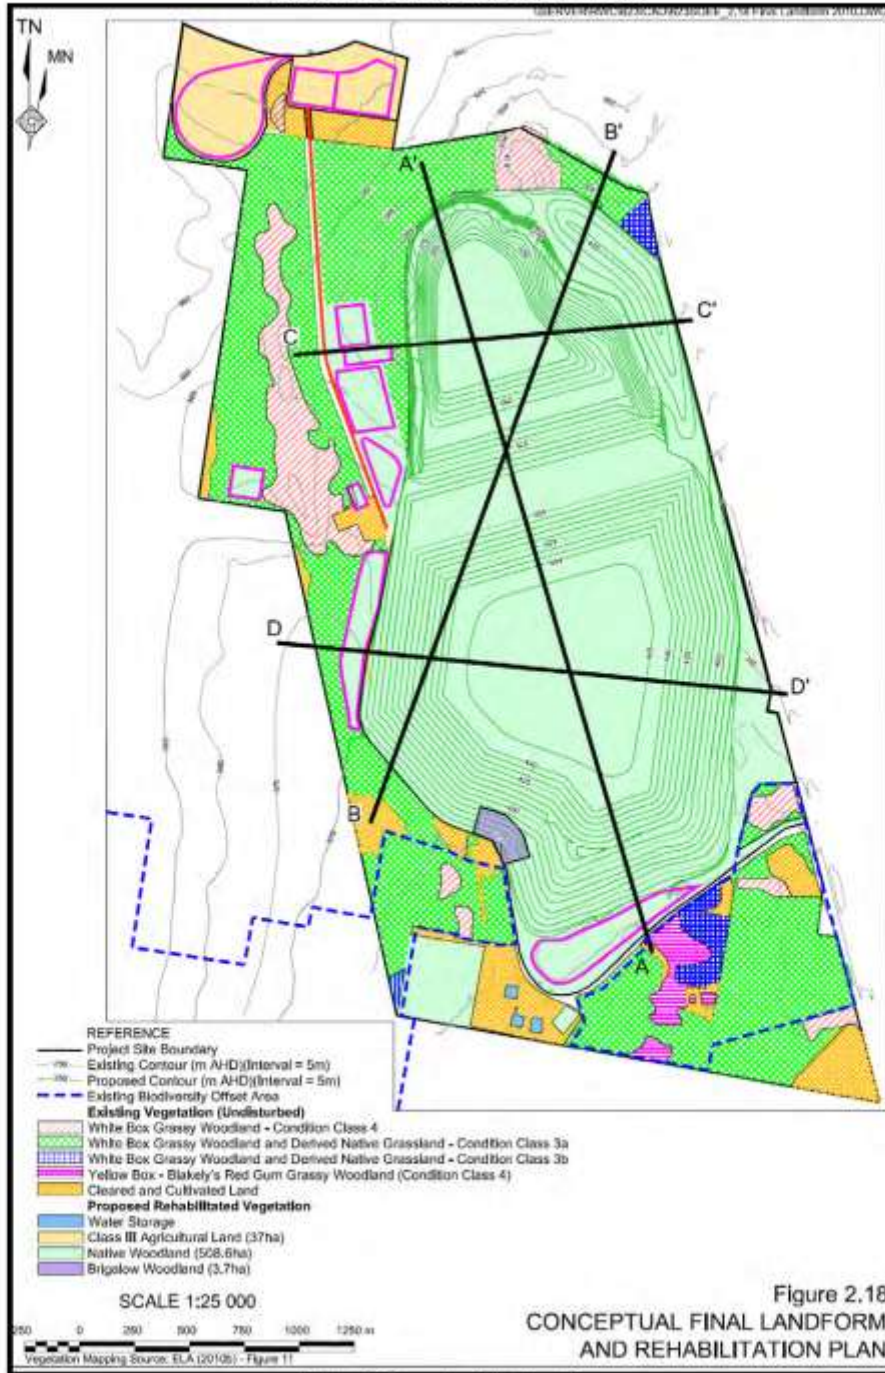 TN
MN
A'
B'
C
C'
D
D'
B
A
REFERENCE
Project Site Boundary
Existing Contour (m AHD)(Interval = 5m)
Proposed Contour (m AHD)(Interval = 5m)
Existing Biodiversity Offset Area
Existing Vegetation (Undisturbed)
White Box Grassy Woodland - Condition Class 4
White Box Grassy Woodland and Derived Native Grassland - Condition Class 3a
White Box Grassy Woodland and Derived Native Grassland - Condition Class 3b
Yellow Box - Blakely's Red Gum Grassy Woodland (Condition Class 4)
Cleared and Cultivated Land
Proposed Rehabilitated Vegetation
Water Storage
Class III Agricultural Land (37ha)
Native Woodland (508.6ha)
Brigalow Woodland (3.7ha)
SCALE 1:25 000
250 0 250 500 750 1000 1250 m
Vegetation Mapping Source: ELA (2010b) - Figure 11
Figure 2.18
CONCEPTUAL FINAL LANDFORM
AND REHABILITATION PLAN